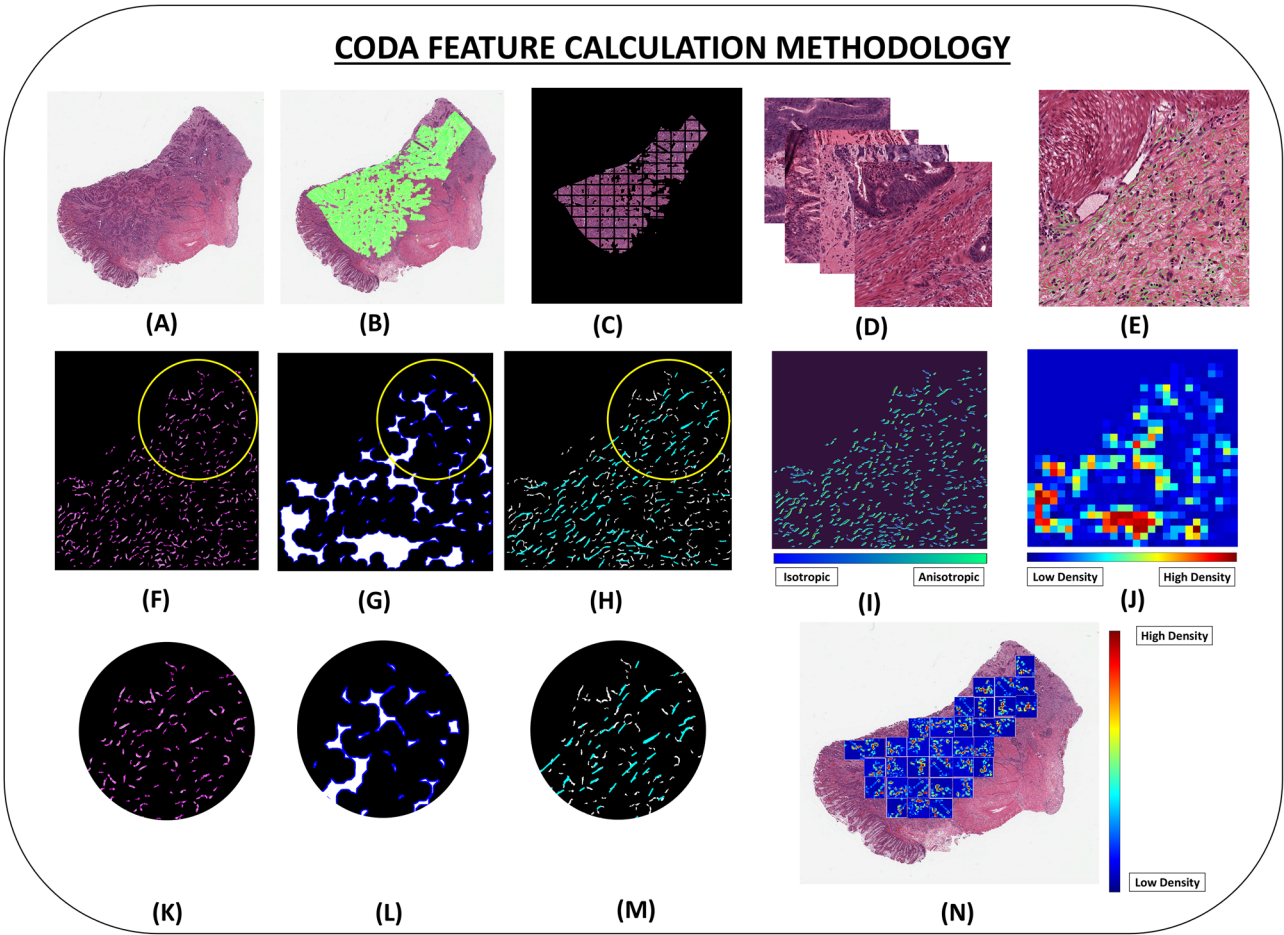 CODA FEATURE CALCULATION METHODOLOGY
(A)
(B)
(C)
(D)
(E)
Isotropic
Anisotropic
Low Density
High Density
(F)
(G)
(H)
(I)
(J)
High Density
Low Density
(K)
(L)
(M)
(N)